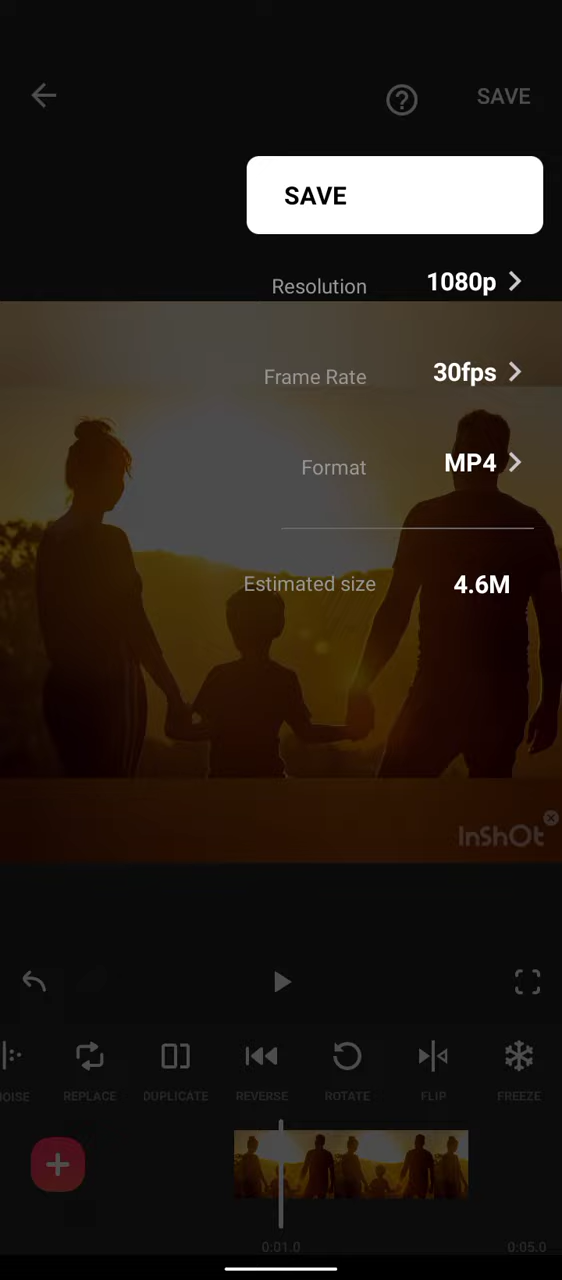 SAVE
SAVE
Resolution 1080p
Frame Rate 30fps
Format MP4
Estimated size 4.6M
InShOt
OISE REPLACE DUPLICATE REVERSE ROTATE FLIP FREEZE
0:01.0 0:05.0